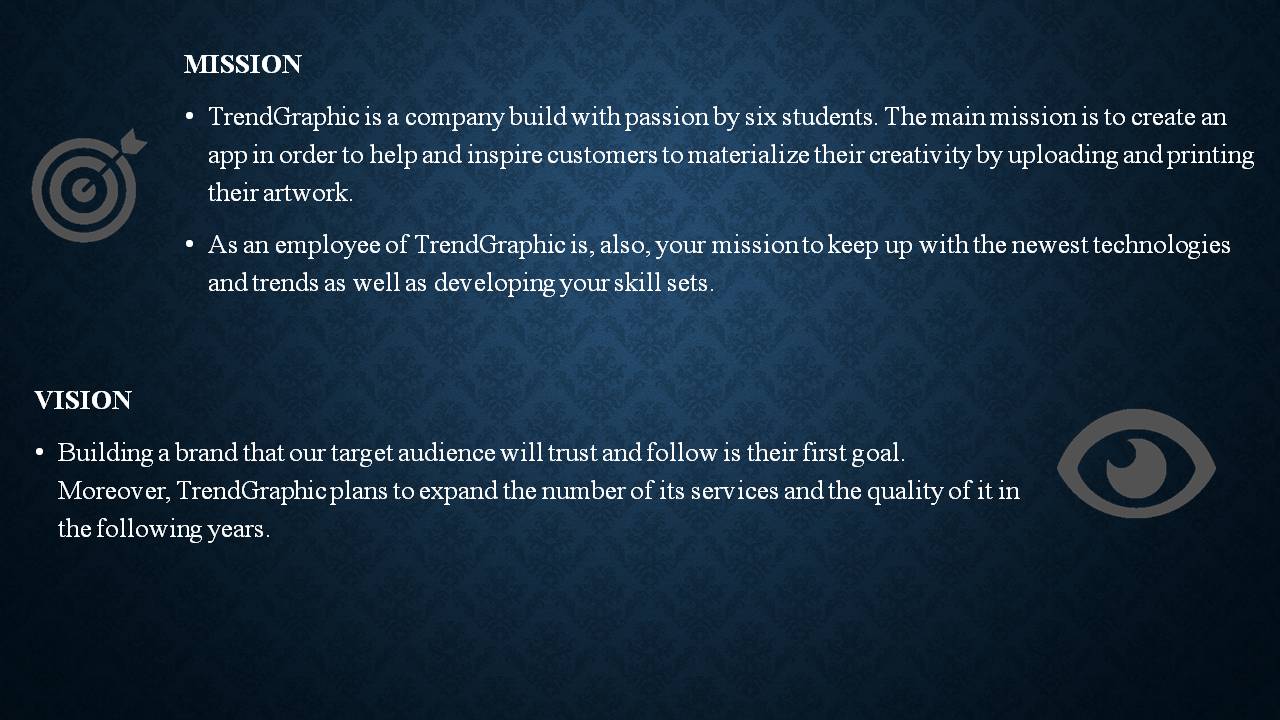 MISSION
• TrendGraphic is a company build with passion by six students. The main mission is to create an
app in order to help and inspire customers to materialize their creativity by uploading and printing
their artwork.
• As an employee of TrendGraphic is, also, your mission to keep up with the newest technologies
and trends as well as developing your skill sets.
VISION
• Building a brand that our target audience will trust and follow is their first goal.
Moreover, TrendGraphic plans to expand the number of its services and the quality of it in
the following years.